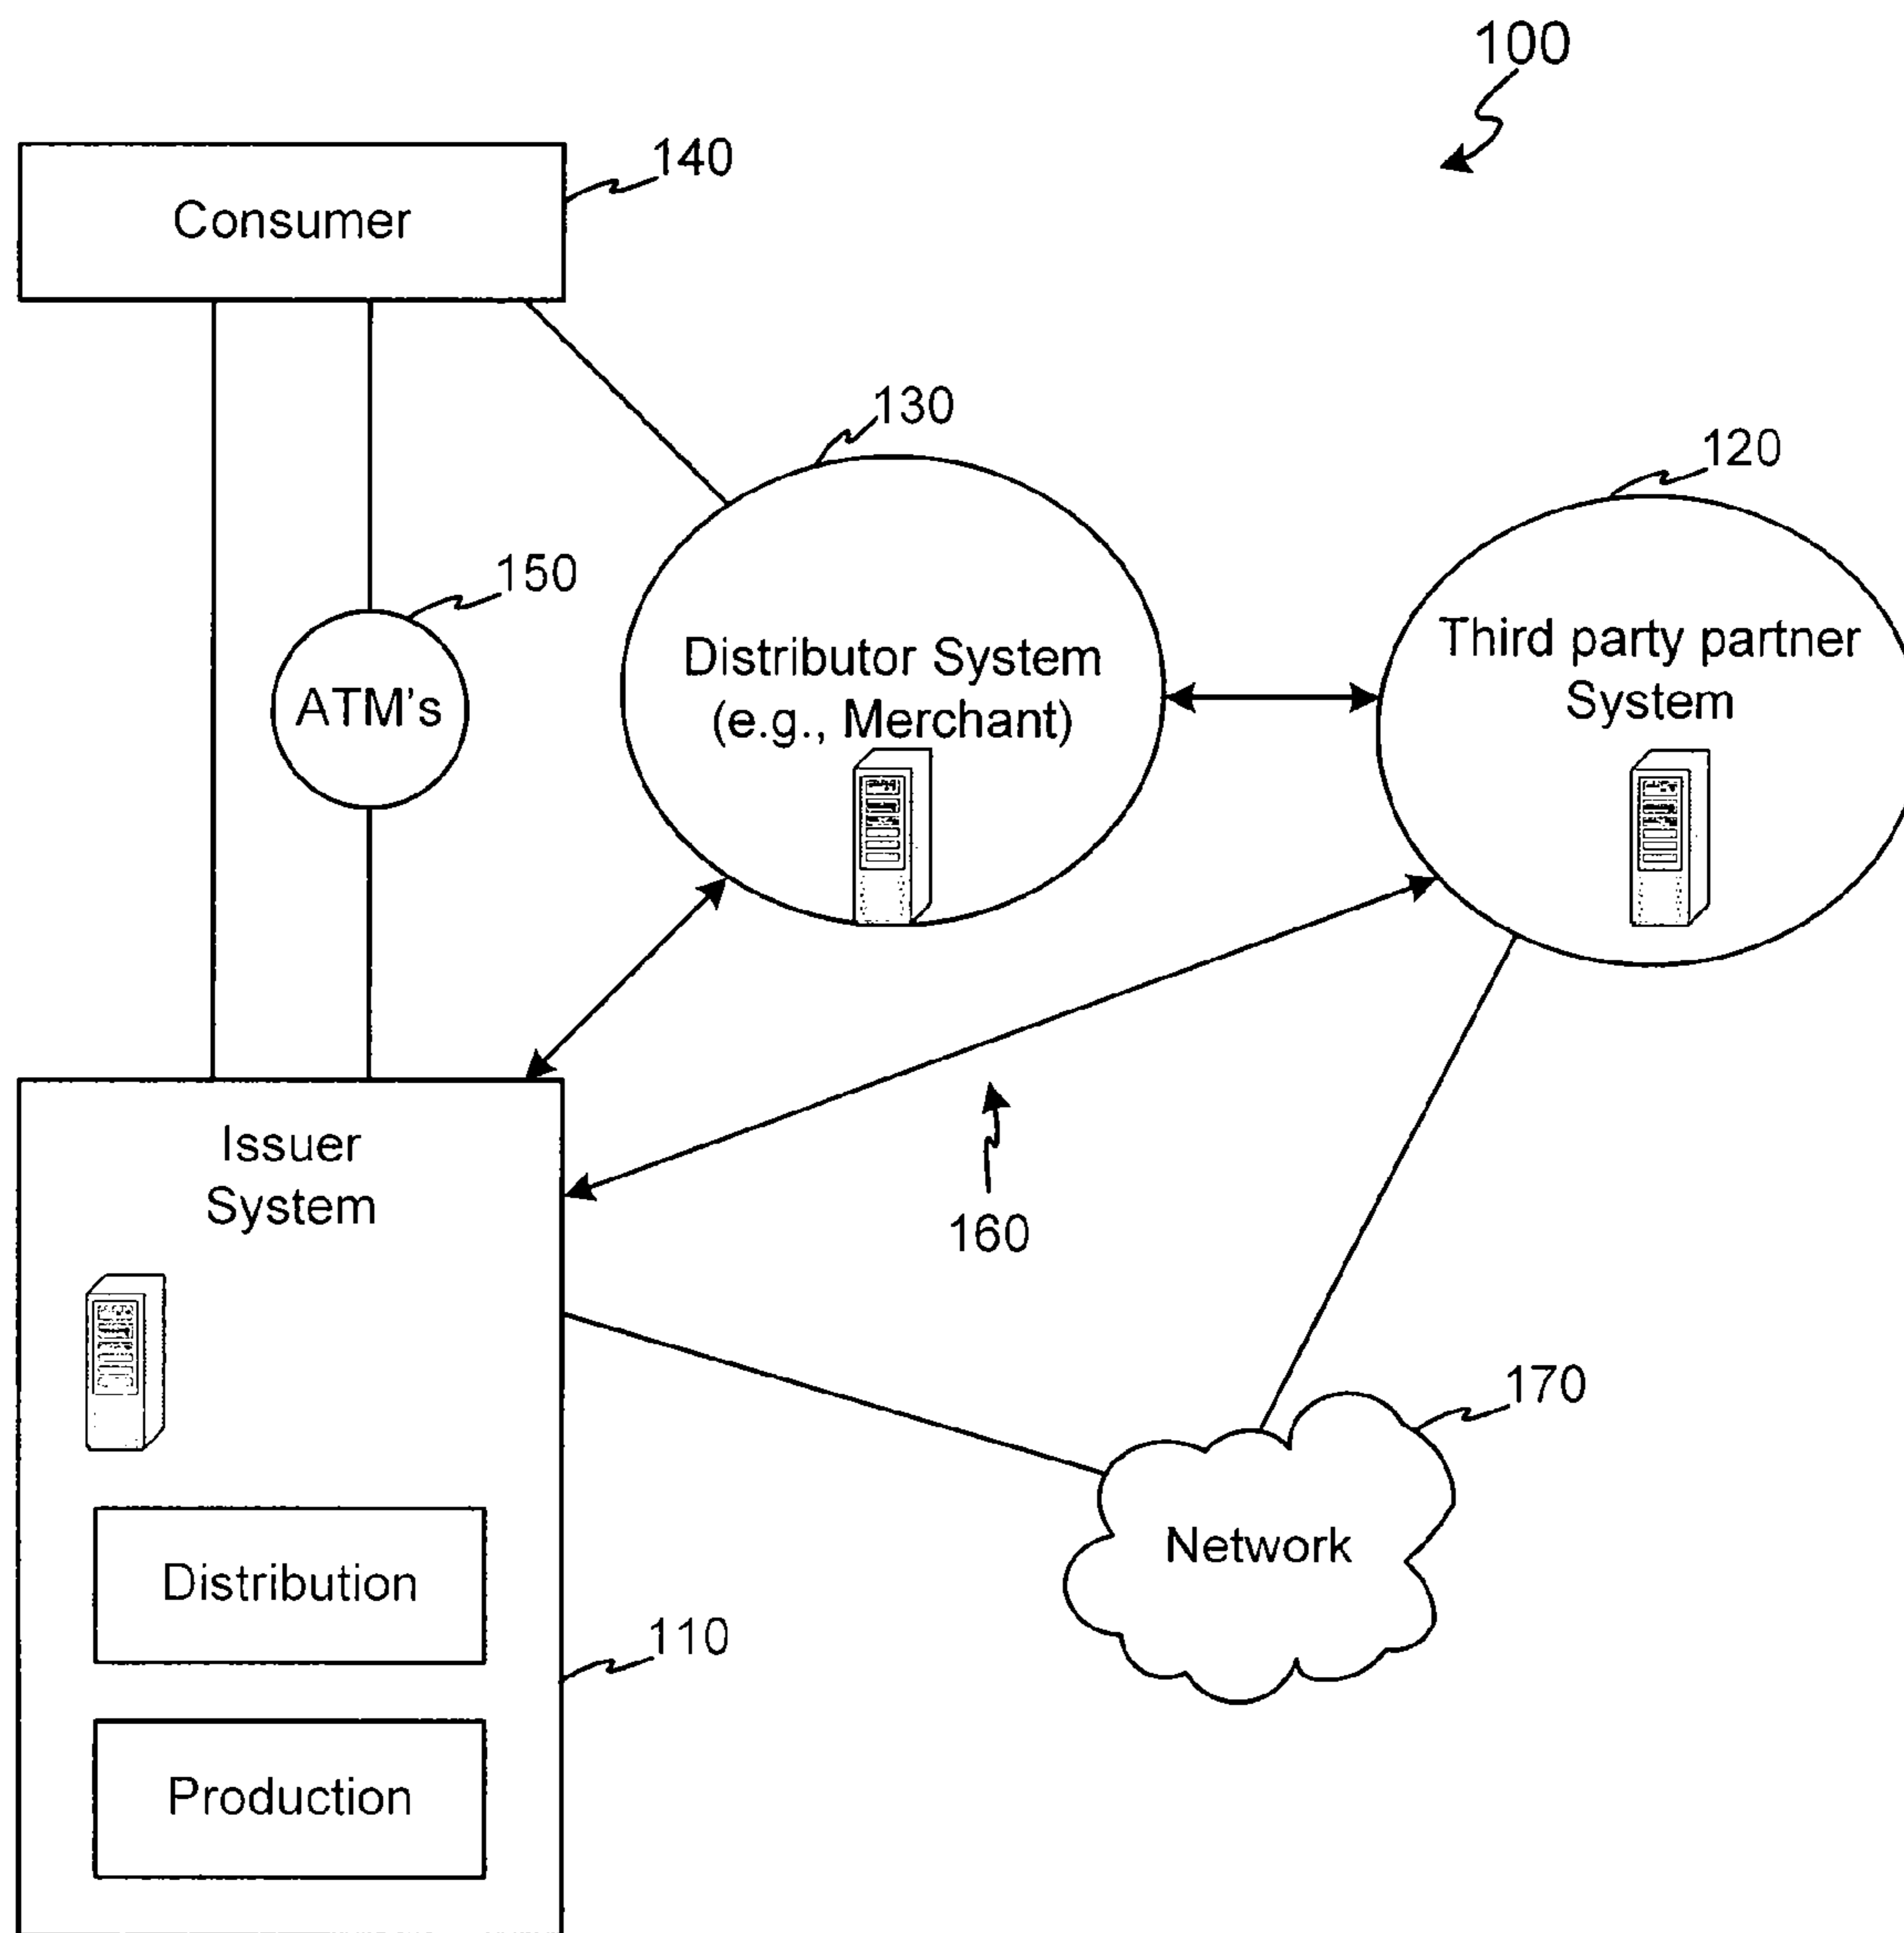 100
140
Consumer
130
120
150
Distributor System
(e.g., Merchant)
Third party partner
System
ATM's
Issuer
System
160
170
Network
Distribution
110
Production